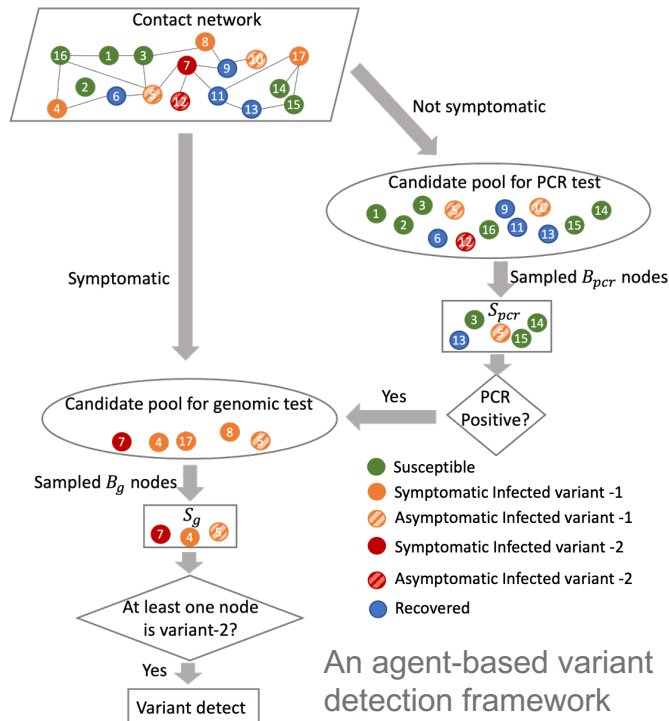 Contact network
8
16 1 3 10 17
7 9
2
6 5 11 14
12
4 13 15
Not symptomatic
Candidate pool for PCR test
3 5 9 10 14
1 2 11 15
6 12 16 13
Symptomatic
Sampled B_pcr nodes
S_pcr
3 5 14
13 15
PCR
Positive?
Yes
Candidate pool for genomic test
7 4 17 8 5
Sampled B_g nodes
S_g
7 4 5
At least one node
is variant-2?
Yes
Variant detect
Susceptible
Symptomatic Infected variant -1
Asymptomatic Infected variant -1
Symptomatic Infected variant -2
Asymptomatic Infected variant -2
Recovered
An agent-based variant
detection framework